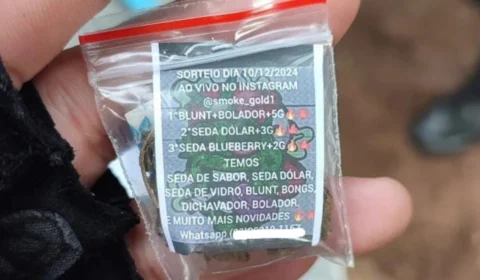 SORTEIO DIA 10/12/2024
AO VIVO NO INSTAGRAM
@smoke_gold1
1°BLUNT+BOLADOR+5G🔥🔥
2°SEDA DÓLAR+3G🔥🔥
3°SEDA BLUEBERRY+2G🔥🔥
TEMOS
SEDA DE SABOR, SEDA DÓLAR,
SEDA DE VIDRO, BLUNT, BONGS,
DICHAVADOR, BOLADOR.
E MUITO MAIS NOVIDADES 🔥🔥
Whatsapp